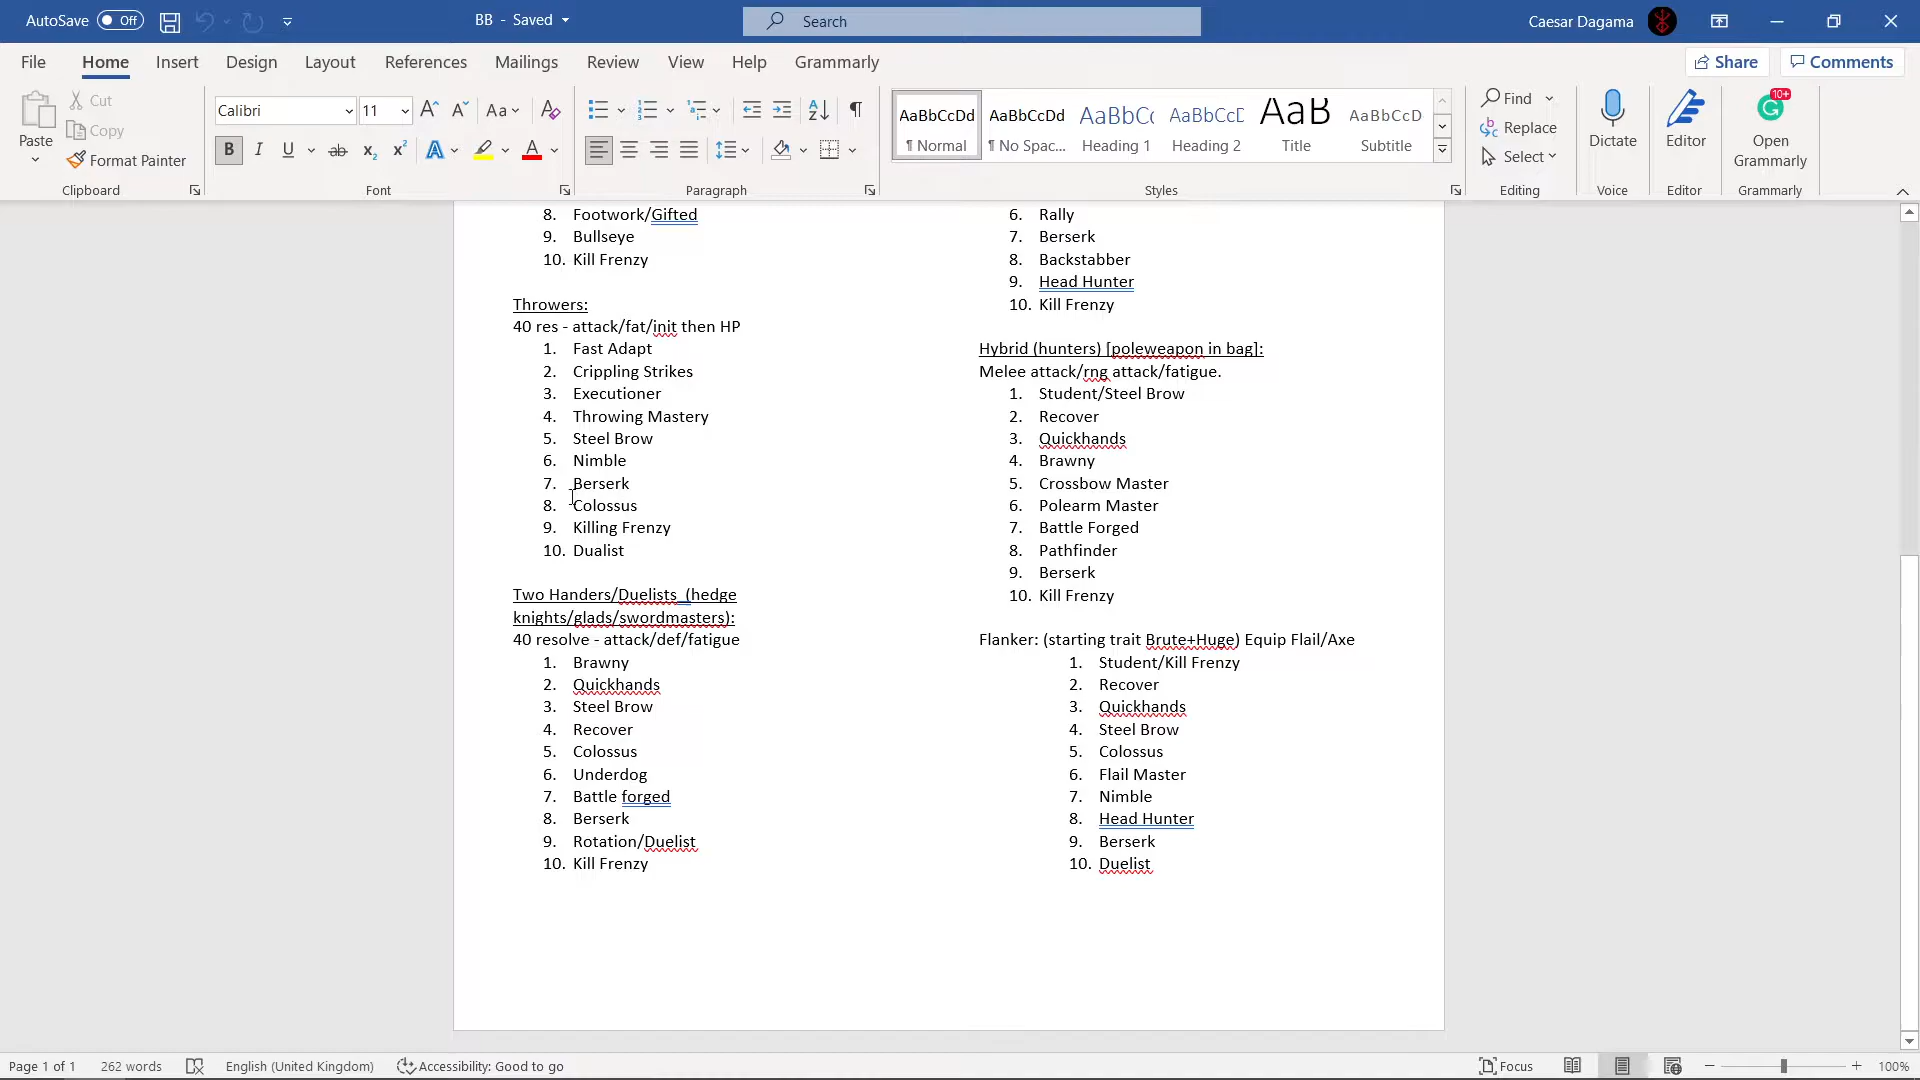 AutoSave Off
BB - Saved
Search
Caesar Dagama
File Home Insert Design Layout References Mailings Review View Help Grammarly
Share Comments
Paste
Cut
Copy
Format Painter
Clipboard
Calibri 11
Font
Paragraph
AaBbCcDd ¶ Normal
AaBbCcDd ¶ No Spac...
AaBbCc Heading 1
AaBbCcD Heading 2
AaB Title
AaBbCcD Subtitle
Styles
Find
Replace
Select
Editing
Dictate
Voice
Editor
Editor
10+
Open
Grammarly
Grammarly
8. Footwork/Gifted
9. Bullseye
10. Kill Frenzy
Throwers:
40 res - attack/fat/init then HP
1. Fast Adapt
2. Crippling Strikes
3. Executioner
4. Throwing Mastery
5. Steel Brow
6. Nimble
7. Berserk
8. Colossus
9. Killing Frenzy
10. Dualist
Two Handers/Duelists (hedge
knights/glads/swordmasters):
40 resolve - attack/def/fatigue
1. Brawny
2. Quickhands
3. Steel Brow
4. Recover
5. Colossus
6. Underdog
7. Battle forged
8. Berserk
9. Rotation/Duelist
10. Kill Frenzy
6. Rally
7. Berserk
8. Backstabber
9. Head Hunter
10. Kill Frenzy
Hybrid (hunters) [poleweapon in bag]:
Melee attack/rng attack/fatigue.
1. Student/Steel Brow
2. Recover
3. Quickhands
4. Brawny
5. Crossbow Master
6. Polearm Master
7. Battle Forged
8. Pathfinder
9. Berserk
10. Kill Frenzy
Flanker: (starting trait Brute+Huge) Equip Flail/Axe
1. Student/Kill Frenzy
2. Recover
3. Quickhands
4. Steel Brow
5. Colossus
6. Flail Master
7. Nimble
8. Head Hunter
9. Berserk
10. Duelist
Page 1 of 1 262 words English (United Kingdom) Accessibility: Good to go
Focus 100%